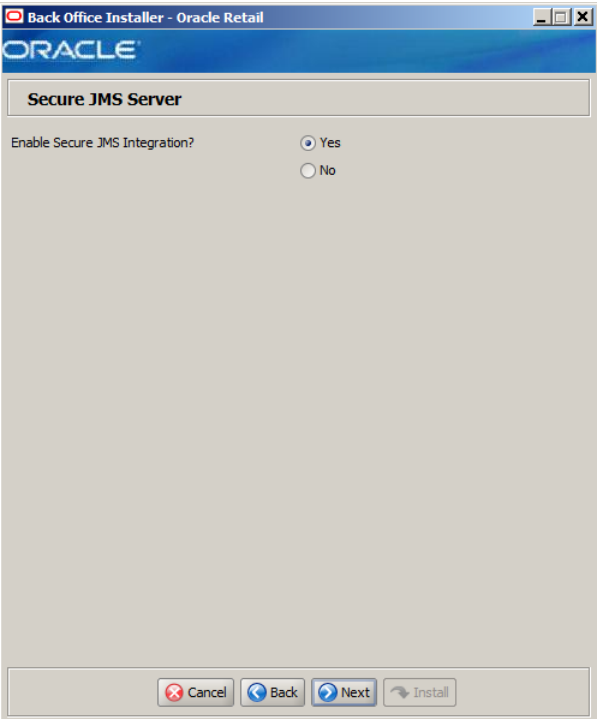 Back Office Installer - Oracle Retail
ORACLE
Secure JMS Server
Enable Secure JMS Integration?
Yes
No
Cancel
Back
Next
Install